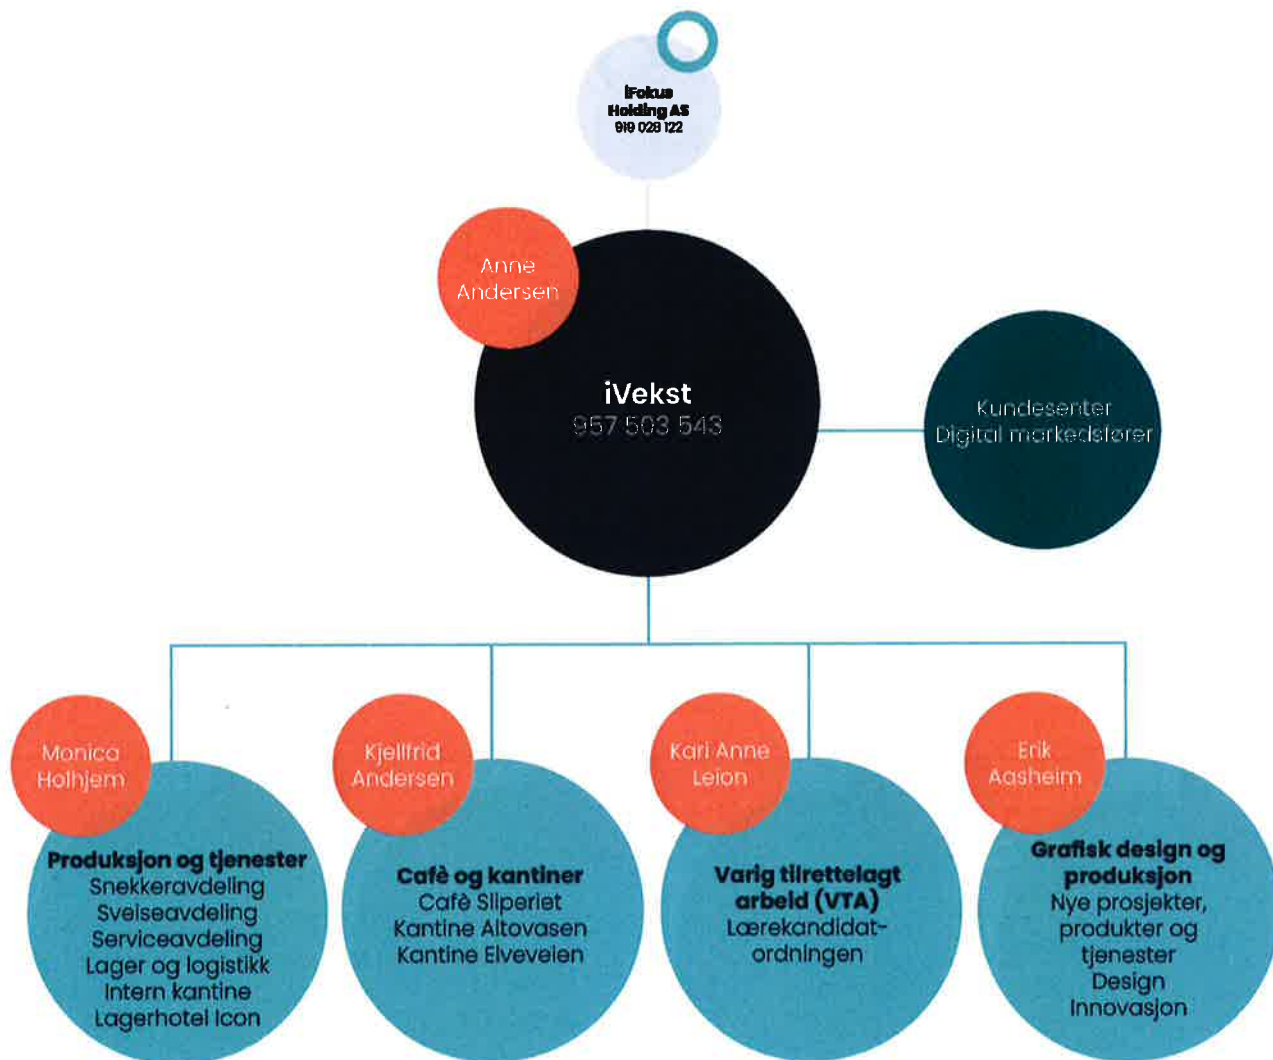 iFokus
Holding AS
919 028 122
Anne
Andersen
iVekst
957 503 543
Kundesenter
Digital markedsfører
Monica
Holhjem
Kjellfrid
Andersen
Kari Anne
Leion
Erik
Aasheim
Produksjon og tjenester
Snekkeravdeling
Sveiseavdeling
Serviceavdeling
Lager og logistikk
Intern kantine
Lagerhotel Icon
Cafè og kantiner
Cafè Sliperiet
Kantine Altovasen
Kantine Elveveien
Varig tilrettelagt
arbeid (VTA)
Lærekandidat-
ordningen
Grafisk design og
produksjon
Nye prosjekter,
produkter og
tjenester
Design
Innovasjon